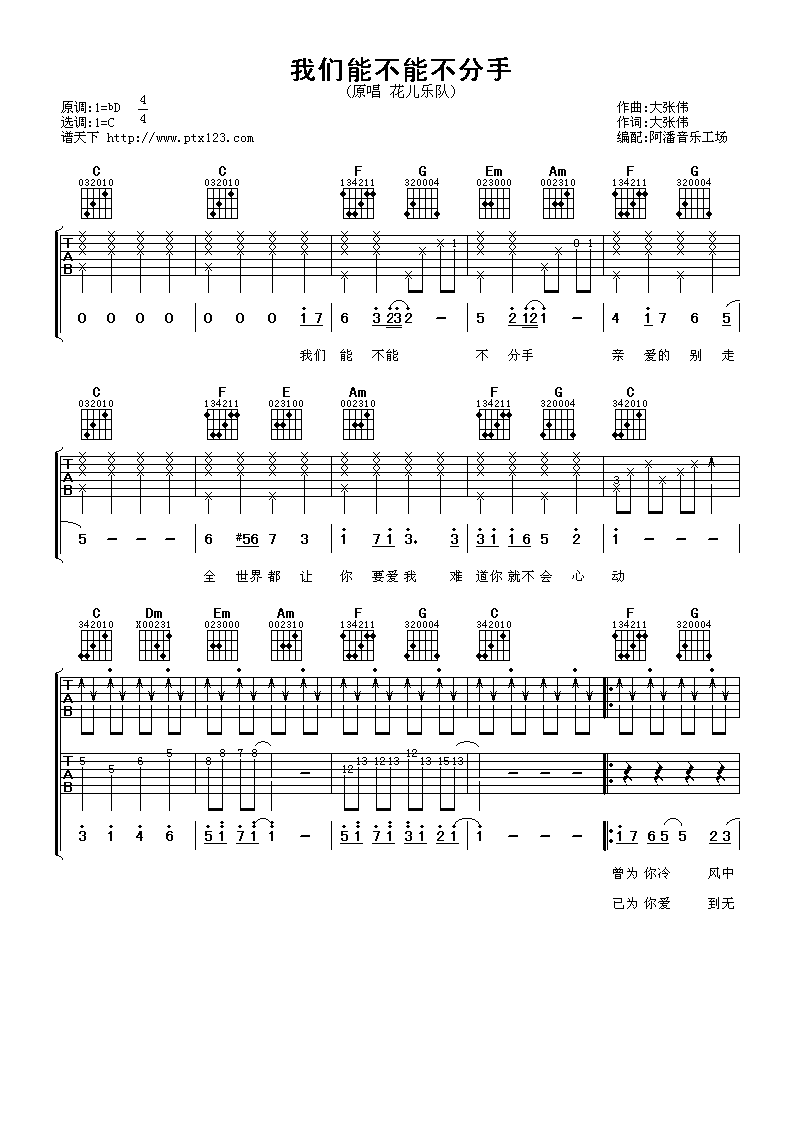 我们能不能不分手
(原唱 花儿乐队)
原调:1=bD 4/4 作曲:大张伟
选调:1=C 作词:大张伟
谱天下 http://www.ptx123.com 编配:阿潘音乐工场
C C F G Em Am F G
032010 032010 134211 320004 023000 002310 134211 320004
T A B 1 0 1
0 0 0 0 0 0 0 1 7 6 3 2 3 2 - 5 2 1 2 1 - 4 1 7 6 5
我们 能 不能 不 分手 亲 爱的 别 走
C F E Am F G C
032010 134211 023100 002310 134211 320004 342010
T A B 3
5 - - - 6 #5 6 7 3 1 7 1 3. 3 3 1 1 6 5 2 1 - - -
全 世界 都 让 你 要爱 我 难 道你 就不 会 心 动
C Dm Em Am F G C F G
342010 X00231 023000 002310 134211 320004 342010 134211 320004
T A B
T A B 5 5 6 5 8 8 7 8 - 12 13 12 13 12 13 15 13 - - -
3 1 4 6 5 1 7 1 1 - 5 1 7 1 3 1 2 1 1 - - - 1 7 6 5 5 2 3
曾为 你冷 风中
已为 你爱 到无